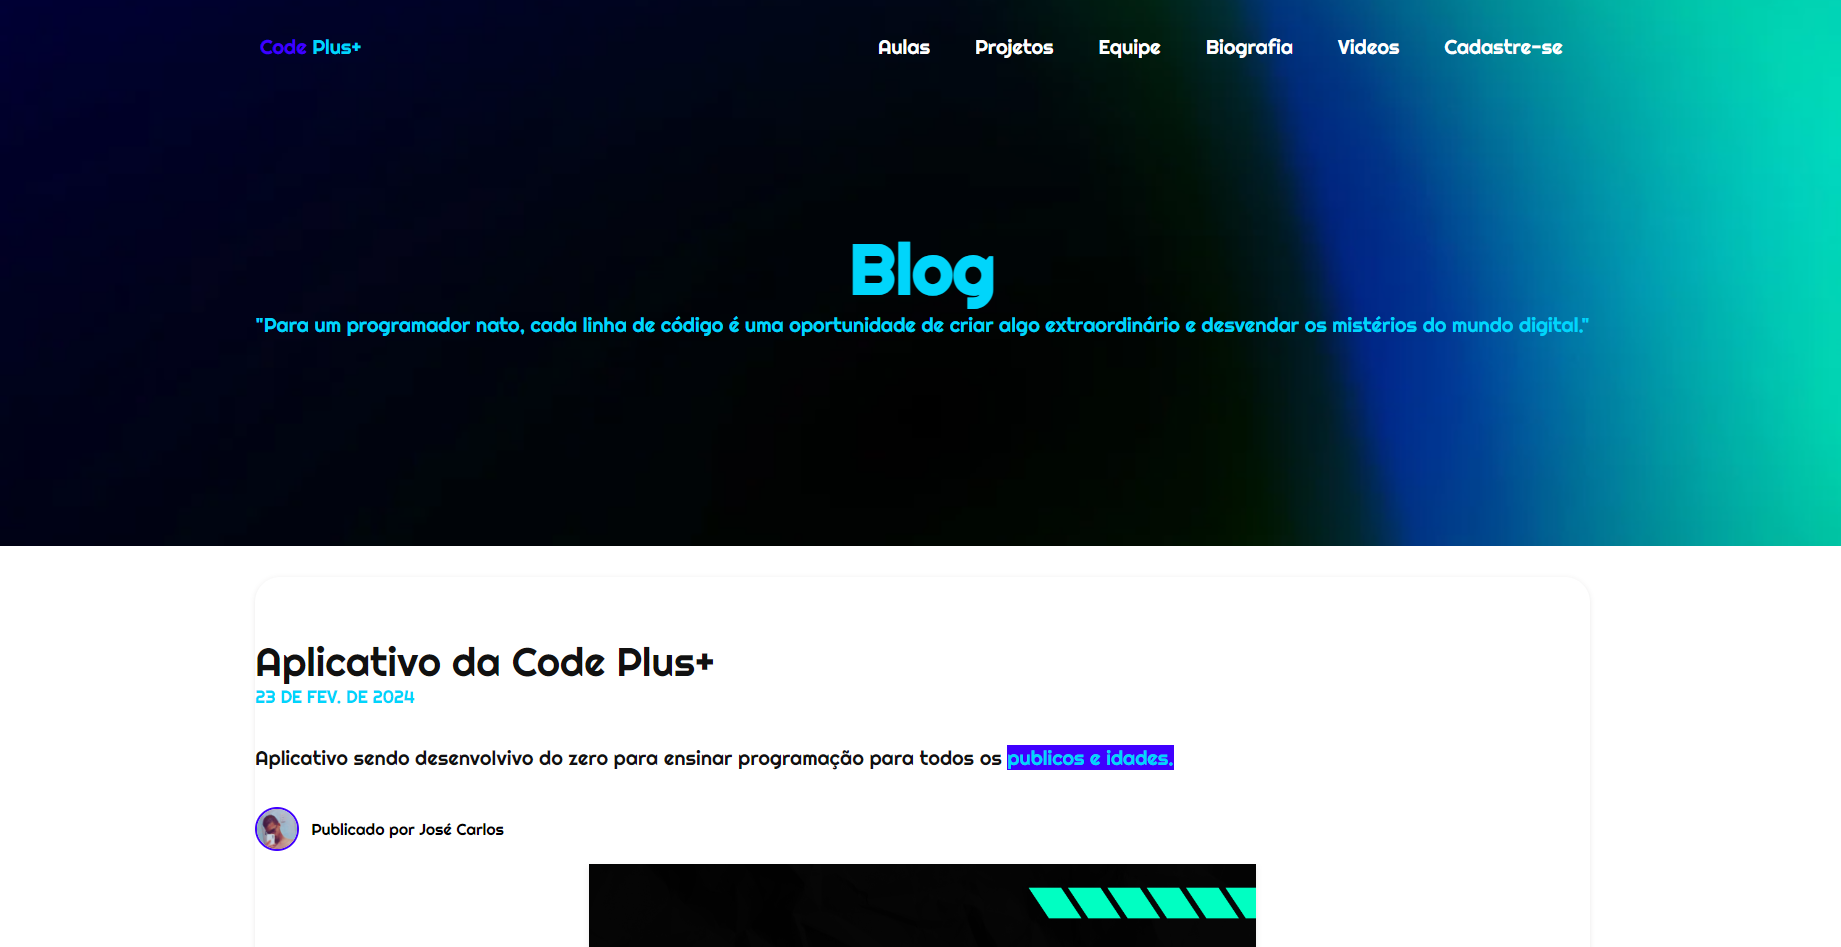 Code Plus+
Aulas Projetos Equipe Biografia Videos Cadastre-se
Blog
"Para um programador nato, cada linha de código é uma oportunidade de criar algo extraordinário e desvendar os mistérios do mundo digital."
Aplicativo da Code Plus+
23 DE FEV. DE 2024
Aplicativo sendo desenvolvivo do zero para ensinar programação para todos os publicos e idades.
Publicado por José Carlos